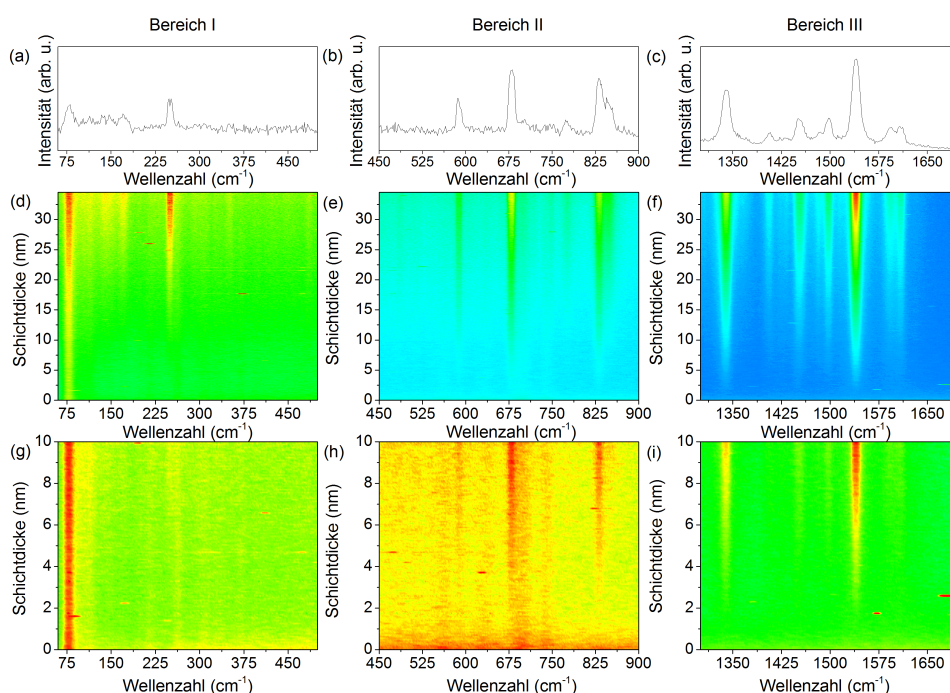 Bereich I
Bereich II
Bereich III
(a)
Intensität (arb. u.)
75 150 225 300 375 450
Wellenzahl (cm⁻¹)
(b)
Intensität (arb. u.)
450 525 600 675 750 825 900
Wellenzahl (cm⁻¹)
(c)
Intensität (arb. u.)
1350 1425 1500 1575 1650
Wellenzahl (cm⁻¹)
(d)
Schichtdicke (nm)
30
25
20
15
10
5
0
75 150 225 300 375 450
Wellenzahl (cm⁻¹)
(e)
Schichtdicke (nm)
30
25
20
15
10
5
0
450 525 600 675 750 825 900
Wellenzahl (cm⁻¹)
(f)
Schichtdicke (nm)
30
25
20
15
10
5
0
1350 1425 1500 1575 1650
Wellenzahl (cm⁻¹)
(g)
Schichtdicke (nm)
10
8
6
4
2
0
75 150 225 300 375 450
Wellenzahl (cm⁻¹)
(h)
Schichtdicke (nm)
10
8
6
4
2
0
450 525 600 675 750 825 900
Wellenzahl (cm⁻¹)
(i)
Schichtdicke (nm)
10
8
6
4
2
0
1350 1425 1500 1575 1650
Wellenzahl (cm⁻¹)